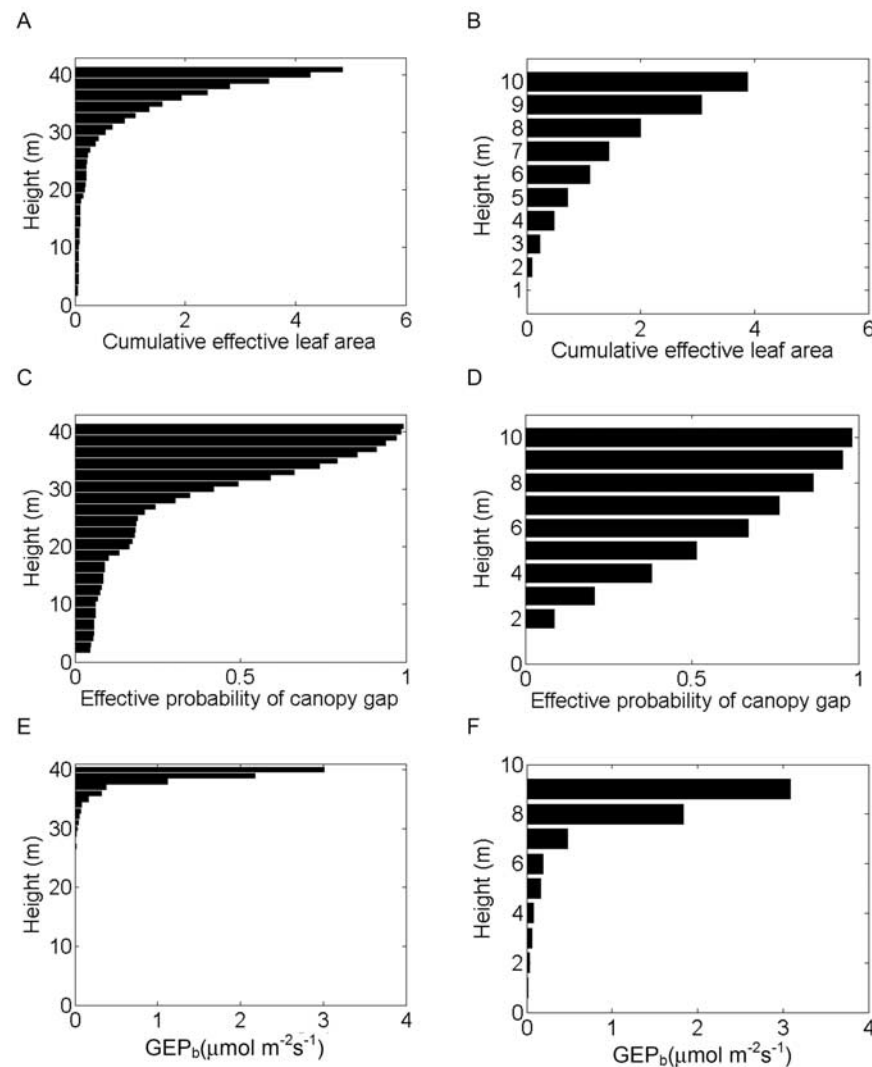 A
40
30
20
10
0
Height (m)
0 2 4 6
Cumulative effective leaf area
B
10
9
8
7
6
5
4
3
2
1
Height (m)
0 2 4 6
Cumulative effective leaf area
C
40
30
20
10
0
Height (m)
0 0.5 1
Effective probability of canopy gap
D
10
8
6
4
2
0
Height (m)
0 0.5 1
Effective probability of canopy gap
E
40
30
20
10
0
Height (m)
0 1 2 3 4
GEPb(μmol m-2s-1)
F
10
8
6
4
2
0
Height (m)
0 1 2 3 4
GEPb(μmol m-2s-1)